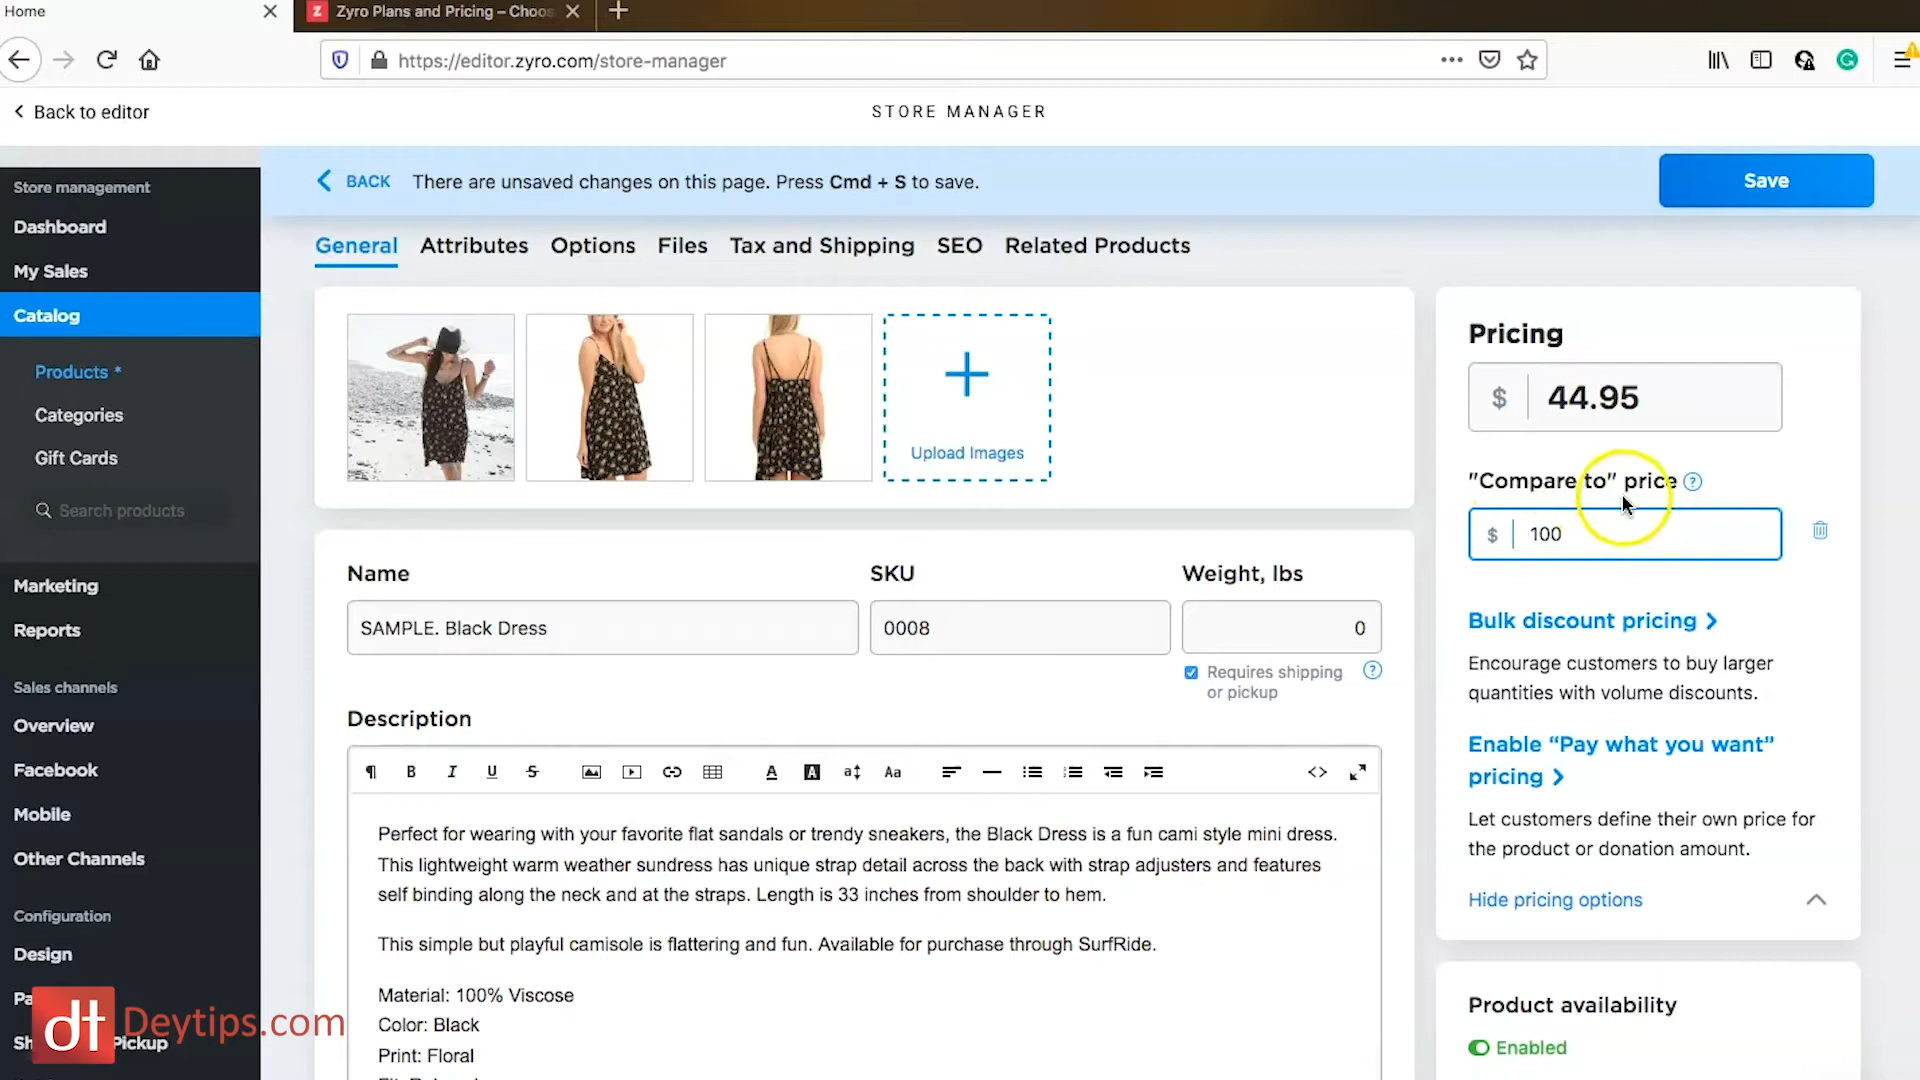 Home
Zyro Plans and Pricing – Choos
https://editor.zyro.com/store-manager
Back to editor
STORE MANAGER
Store management
Dashboard
My Sales
Catalog
Products *
Categories
Gift Cards
Search products
Marketing
Reports
Sales channels
Overview
Facebook
Mobile
Other Channels
Configuration
Design
Pa
Sh Pickup
dt Deytips.com
BACK
There are unsaved changes on this page. Press Cmd + S to save.
Save
General Attributes Options Files Tax and Shipping SEO Related Products
Upload Images
Name
SAMPLE. Black Dress
SKU
0008
Weight, lbs
0
Requires shipping
or pickup
Description
Perfect for wearing with your favorite flat sandals or trendy sneakers, the Black Dress is a fun cami style mini dress.
This lightweight warm weather sundress has unique strap detail across the back with strap adjusters and features
self binding along the neck and at the straps. Length is 33 inches from shoulder to hem.
This simple but playful camisole is flattering and fun. Available for purchase through SurfRide.
Material: 100% Viscose
Color: Black
Print: Floral
Pricing
$ 44.95
"Compare to" price ?
$ 100
Bulk discount pricing
Encourage customers to buy larger
quantities with volume discounts.
Enable “Pay what you want”
pricing
Let customers define their own price for
the product or donation amount.
Hide pricing options
Product availability
Enabled